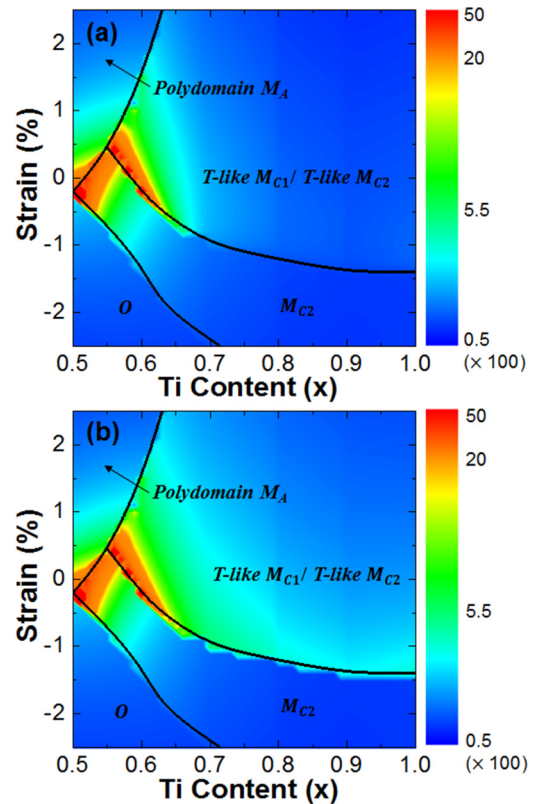 (a)
Polydomain M_A
T-like M_C1/ T-like M_C2
O
M_C2
2
1
0
-1
-2
Strain (%)
0.5 0.6 0.7 0.8 0.9 1.0
Ti Content (x)
50
20
5.5
0.5
(× 100)
(b)
Polydomain M_A
T-like M_C1/ T-like M_C2
O
M_C2
2
1
0
-1
-2
Strain (%)
0.5 0.6 0.7 0.8 0.9 1.0
Ti Content (x)
50
20
5.5
0.5
(× 100)